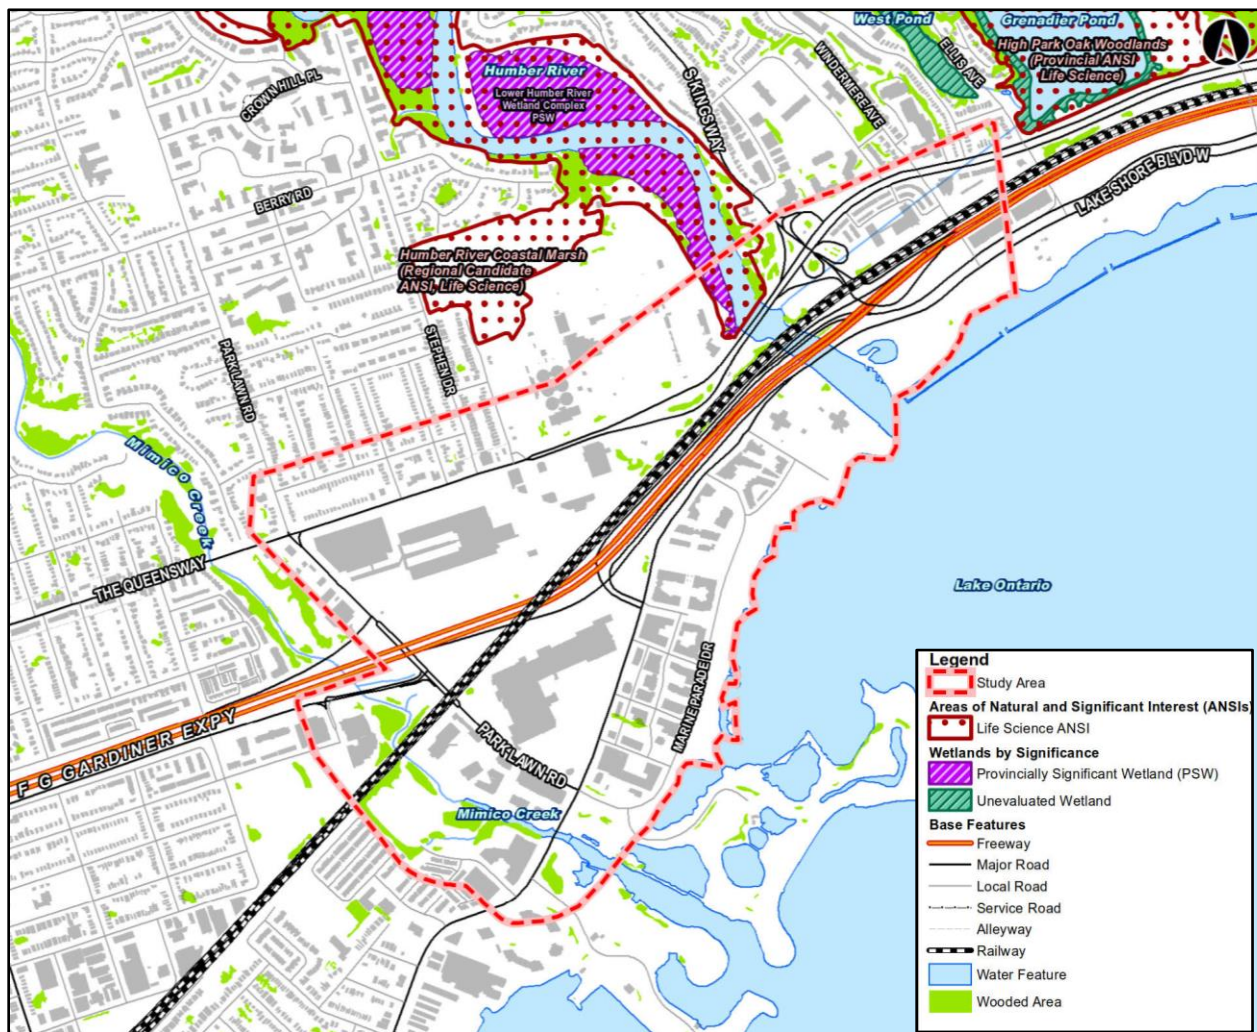 West Pond
Grenadier Pond
High Park Oak Woodlands
(Provincial ANSI
Life Science)
ELLIS AVE
WINDERMERE AVE
S KINGSWAY
Humber River
Lower Humber River
Wetland Complex
PSW
CROWN HILL PL
BERRY RD
LAKE SHORE BLVD W
Humber River Coastal Marsh
(Regional Candidate
ANSI, Life Science)
STEPHEN DR
PARK LAWN RD
Mimico Creek
THE QUEENSWAY
Lake Ontario
MARINE PARADE DR
F G GARDINER EXPY
PARK LAWN RD
Mimico Creek
Legend
Study Area
Areas of Natural and Significant Interest (ANSIs)
Life Science ANSI
Wetlands by Significance
Provincially Significant Wetland (PSW)
Unevaluated Wetland
Base Features
Freeway
Major Road
Local Road
Service Road
Alleyway
Railway
Water Feature
Wooded Area